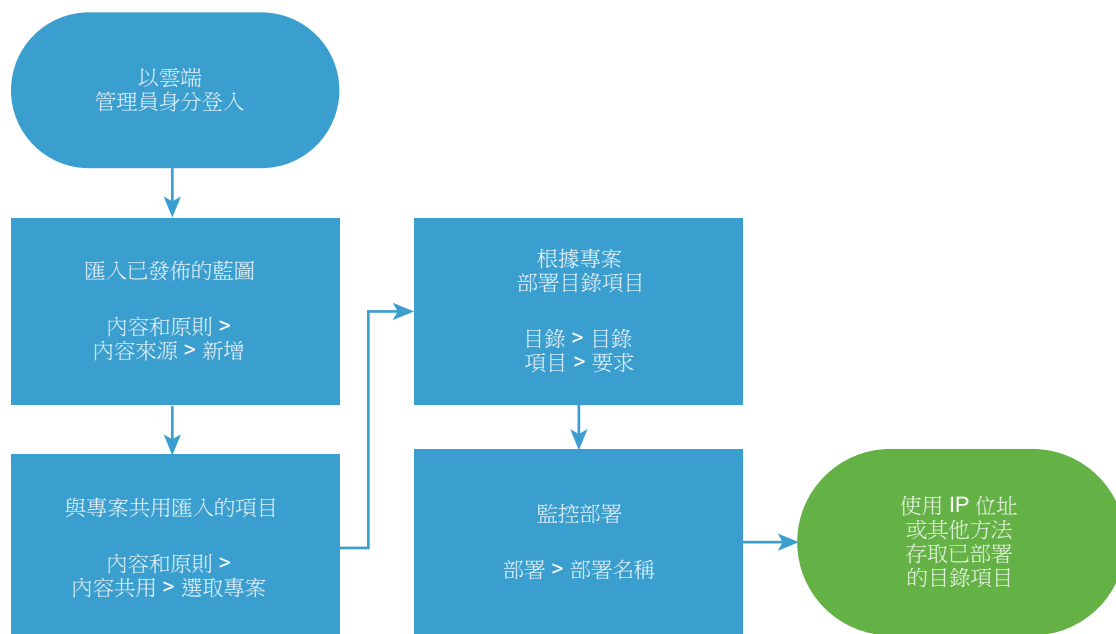 以雲端
管理員身分登入
匯入已發佈的藍圖
內容和原則 >
內容來源 > 新增
與專案共用匯入的項目
內容和原則 >
內容共用 > 選取專案
根據專案
部署目錄項目
目錄 > 目錄
項目 > 要求
監控部署
部署 > 部署名稱
使用 IP 位址
或其他方法
存取已部署
的目錄項目